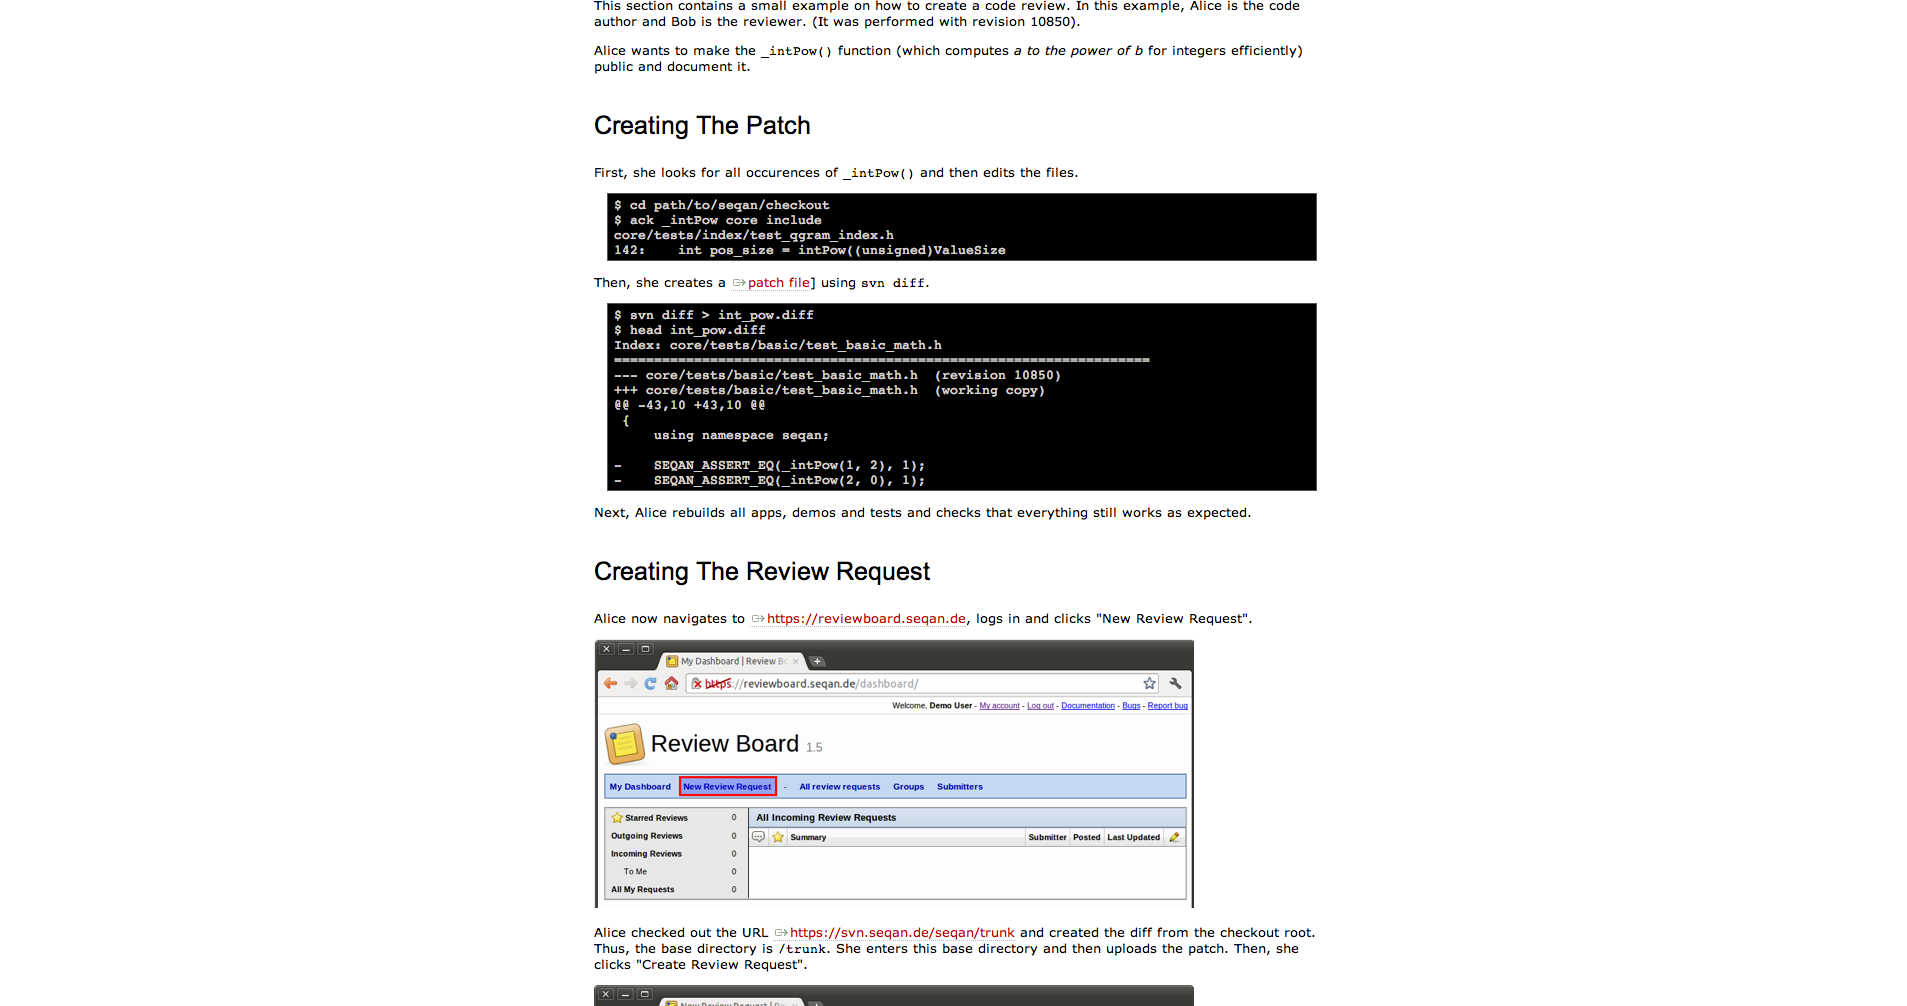 This section contains a small example on how to create a code review. In this example, Alice is the code
author and Bob is the reviewer. (It was performed with revision 10850).
Alice wants to make the _intPow() function (which computes a to the power of b for integers efficiently)
public and document it.
Creating The Patch
First, she looks for all occurences of _intPow() and then edits the files.
$ cd path/to/seqan/checkout
$ ack _intPow core include
core/tests/index/test_qgram_index.h
142:    int pos_size = intPow((unsigned)ValueSize
Then, she creates a patch file] using svn diff.
$ svn diff > int_pow.diff
$ head int_pow.diff
Index: core/tests/basic/test_basic_math.h
===================================================================
--- core/tests/basic/test_basic_math.h  (revision 10850)
+++ core/tests/basic/test_basic_math.h  (working copy)
@@ -43,10 +43,10 @@
 {
     using namespace seqan;
-    SEQAN_ASSERT_EQ(_intPow(1, 2), 1);
-    SEQAN_ASSERT_EQ(_intPow(2, 0), 1);
Next, Alice rebuilds all apps, demos and tests and checks that everything still works as expected.
Creating The Review Request
Alice now navigates to https://reviewboard.seqan.de, logs in and clicks "New Review Request".
My Dashboard | Review Bo
https://reviewboard.seqan.de/dashboard/
Welcome, Demo User - My account - Log out - Documentation - Bugs - Report bug
Review Board 1.5
My Dashboard New Review Request - All review requests Groups Submitters
Starred Reviews 0
All Incoming Review Requests
Outgoing Reviews 0
Summary Submitter Posted Last Updated
Incoming Reviews 0
To Me 0
All My Requests 0
Alice checked out the URL https://svn.seqan.de/seqan/trunk and created the diff from the checkout root.
Thus, the base directory is /trunk. She enters this base directory and then uploads the patch. Then, she
clicks "Create Review Request".
New Review Request |